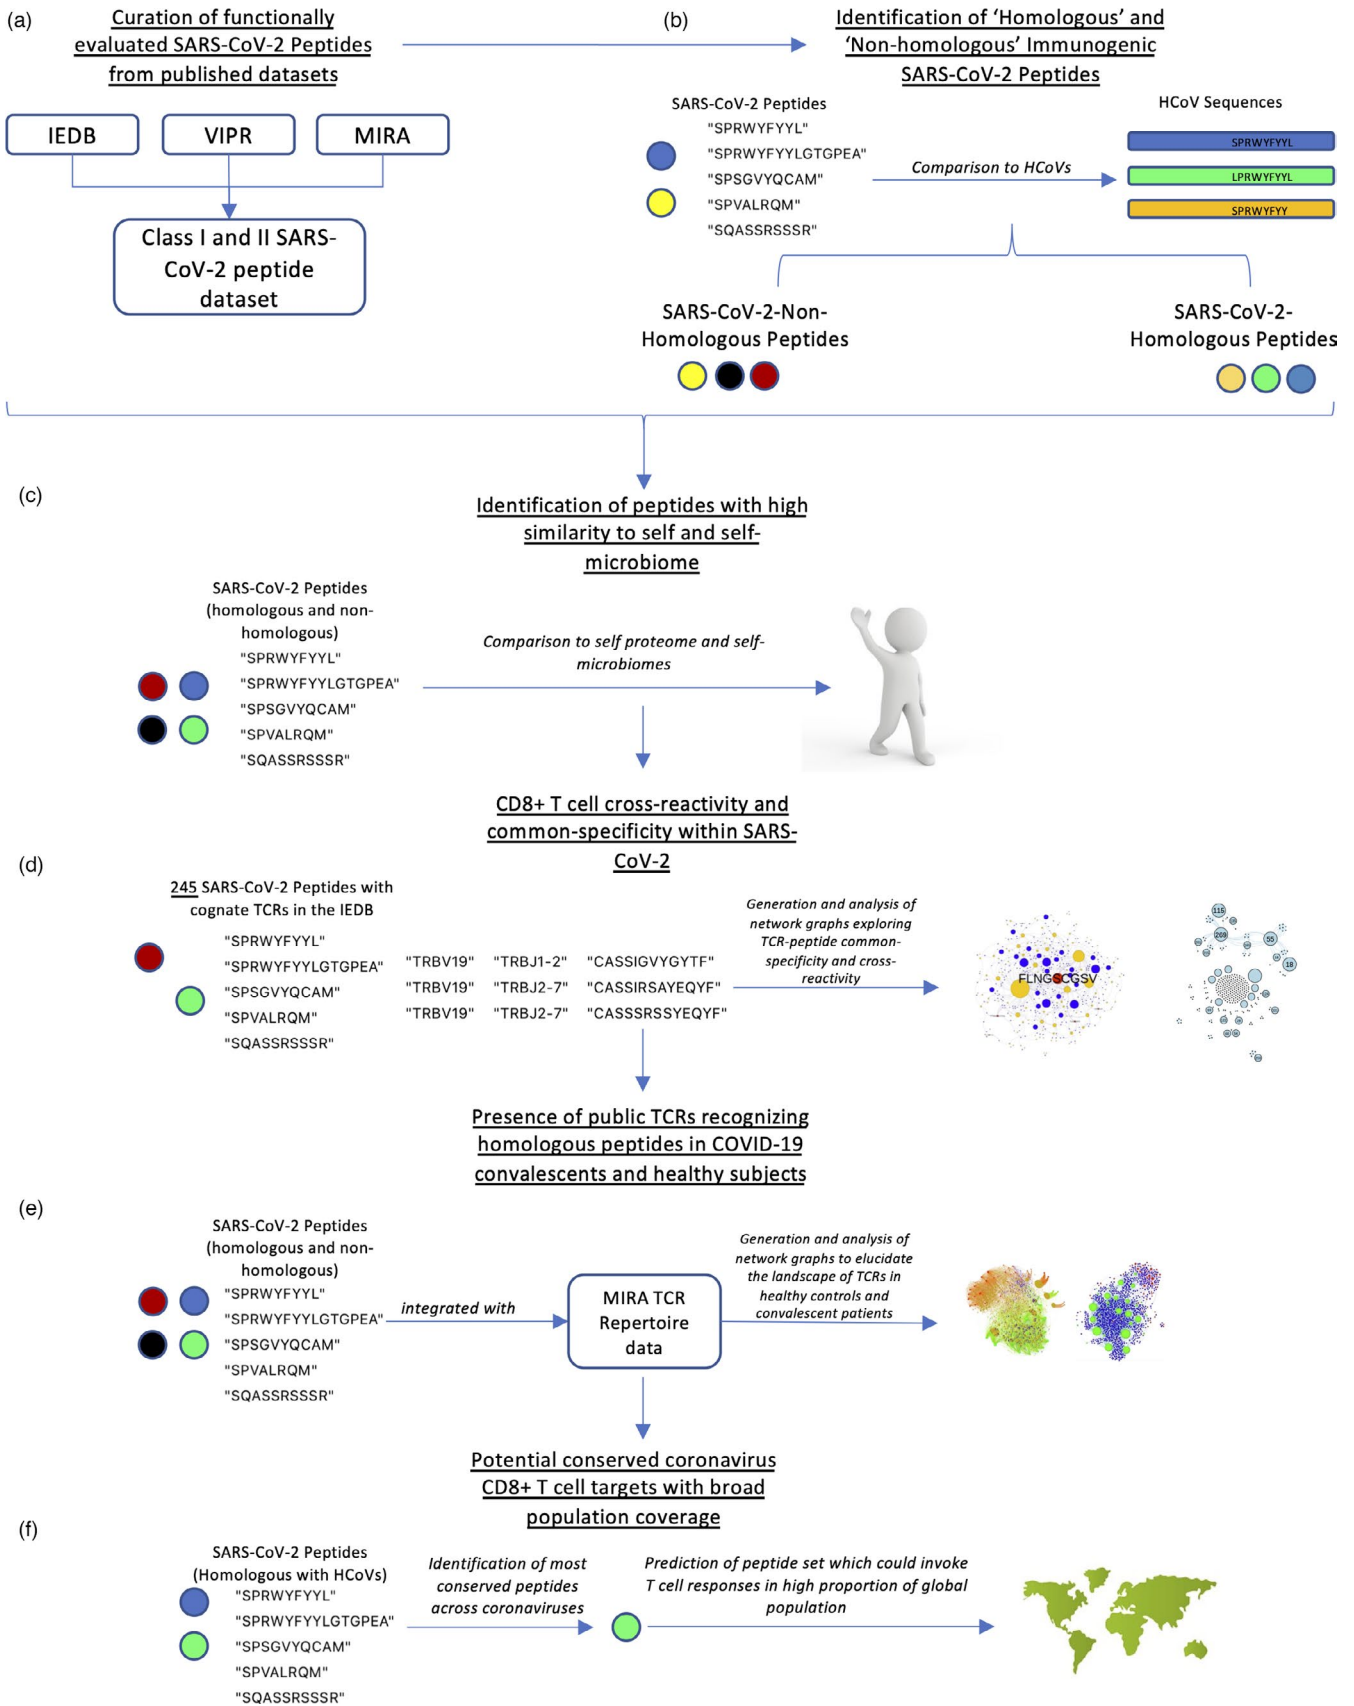 (a)
Curation of functionally
evaluated SARS-CoV-2 Peptides
from published datasets
IEDB
VIPR
MIRA
Class I and II SARS-
CoV-2 peptide
dataset
(b)
Identification of ‘Homologous’ and
‘Non-homologous’ Immunogenic
SARS-CoV-2 Peptides
SARS-CoV-2 Peptides
"SPRWYFYYL"
"SPRWYFYYLGTGPEA"
"SPSGVYQCAM"
"SPVALRQM"
"SQASSRSSSR"
Comparison to HCoVs
HCoV Sequences
SPRWYFYYL
LPRWYFYYL
SPRWYFYY
SARS-CoV-2-Non-
Homologous Peptides
SARS-CoV-2-
Homologous Peptides
(c)
Identification of peptides with high
similarity to self and self-
microbiome
SARS-CoV-2 Peptides
(homologous and non-
homologous)
"SPRWYFYYL"
"SPRWYFYYLGTGPEA"
"SPSGVYQCAM"
"SPVALRQM"
"SQASSRSSSR"
Comparison to self proteome and self-
microbiomes
CD8+ T cell cross-reactivity and
common-specificity within SARS-
CoV-2
(d)
245 SARS-CoV-2 Peptides with
cognate TCRs in the IEDB
"SPRWYFYYL"
"SPRWYFYYLGTGPEA"
"SPSGVYQCAM"
"SPVALRQM"
"SQASSRSSSR"
"TRBV19" "TRBJ1-2" "CASSIGVYGYTF"
"TRBV19" "TRBJ2-7" "CASSIRSAYEQYF"
"TRBV19" "TRBJ2-7" "CASSSRSSYEQYF"
Generation and analysis of
network graphs exploring
TCR-peptide common-
specificity and cross-
reactivity
FLNGSCGSV
115
269
55
18
Presence of public TCRs recognizing
homologous peptides in COVID-19
convalescents and healthy subjects
(e)
SARS-CoV-2 Peptides
(homologous and non-
homologous)
"SPRWYFYYL"
"SPRWYFYYLGTGPEA"
"SPSGVYQCAM"
"SPVALRQM"
"SQASSRSSSR"
integrated with
MIRA TCR
Repertoire
data
Generation and analysis of
network graphs to elucidate
the landscape of TCRs in
healthy controls and
convalescent patients
Potential conserved coronavirus
CD8+ T cell targets with broad
population coverage
(f)
SARS-CoV-2 Peptides
(Homologous with HCoVs)
"SPRWYFYYL"
"SPRWYFYYLGTGPEA"
"SPSGVYQCAM"
"SPVALRQM"
"SQASSRSSSR"
Identification of most
conserved peptides
across coronaviruses
Prediction of peptide set which could invoke
T cell responses in high proportion of global
population